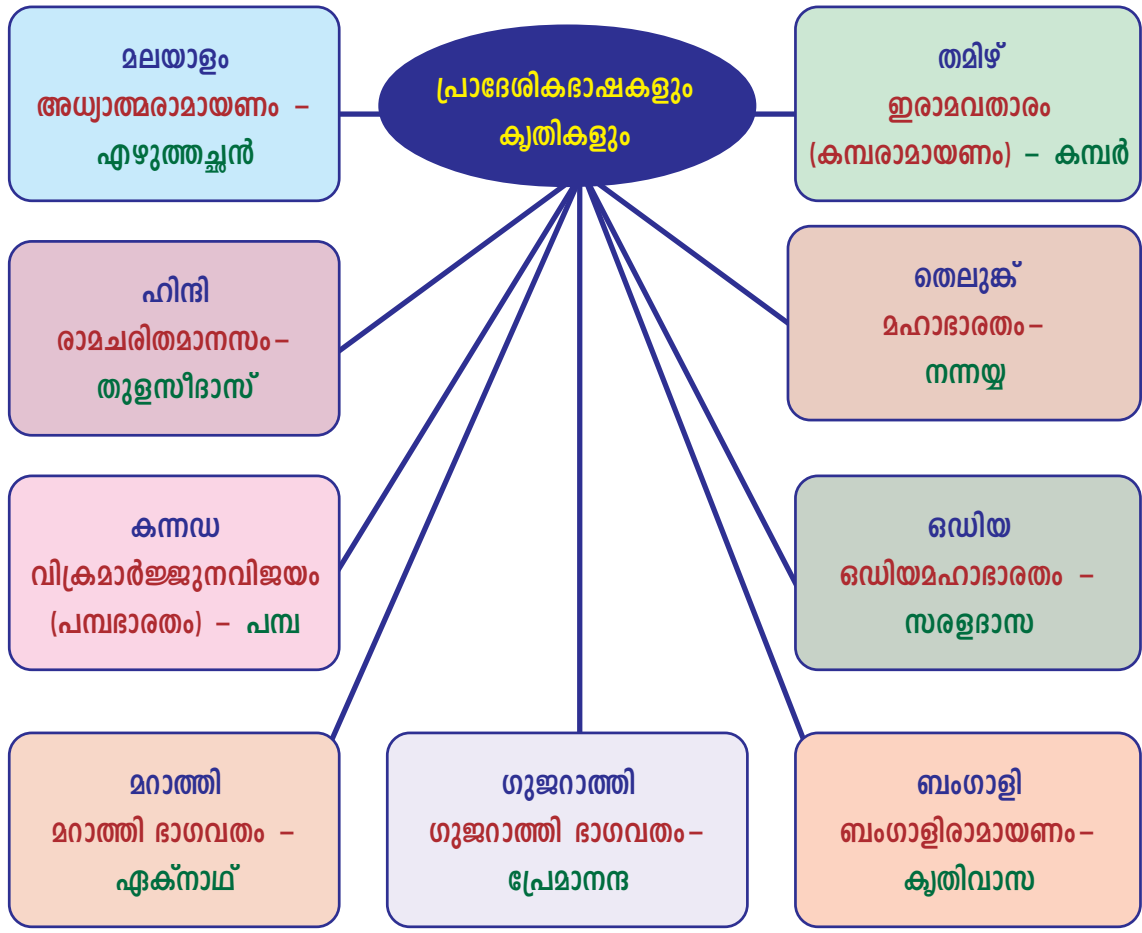 പ്രാദേശികഭാഷകളും
കൃതികളും
മലയാളം
അധ്യാത്മരാമായണം –
എഴുത്തച്ഛൻ
തമിഴ്
ഇരാമവതാരം
(കമ്പരാമായണം) – കമ്പർ
ഹിന്ദി
രാമചരിതമാനസം–
തുളസീദാസ്
തെലുങ്ക്
മഹാഭാരതം–
നന്നയ്യ
കന്നഡ
വിക്രമാർജ്ജുനവിജയം
(പമ്പഭാരതം) – പമ്പ
ഒഡിയ
ഒഡിയമഹാഭാരതം –
സരളദാസ
മറാത്തി
മറാത്തി ഭാഗവതം –
ഏക്നാഥ്
ഗുജറാത്തി
ഗുജറാത്തി ഭാഗവതം–
പ്രേമാനന്ദ
ബംഗാളി
ബംഗാളിരാമായണം–
കൃതിവാസ